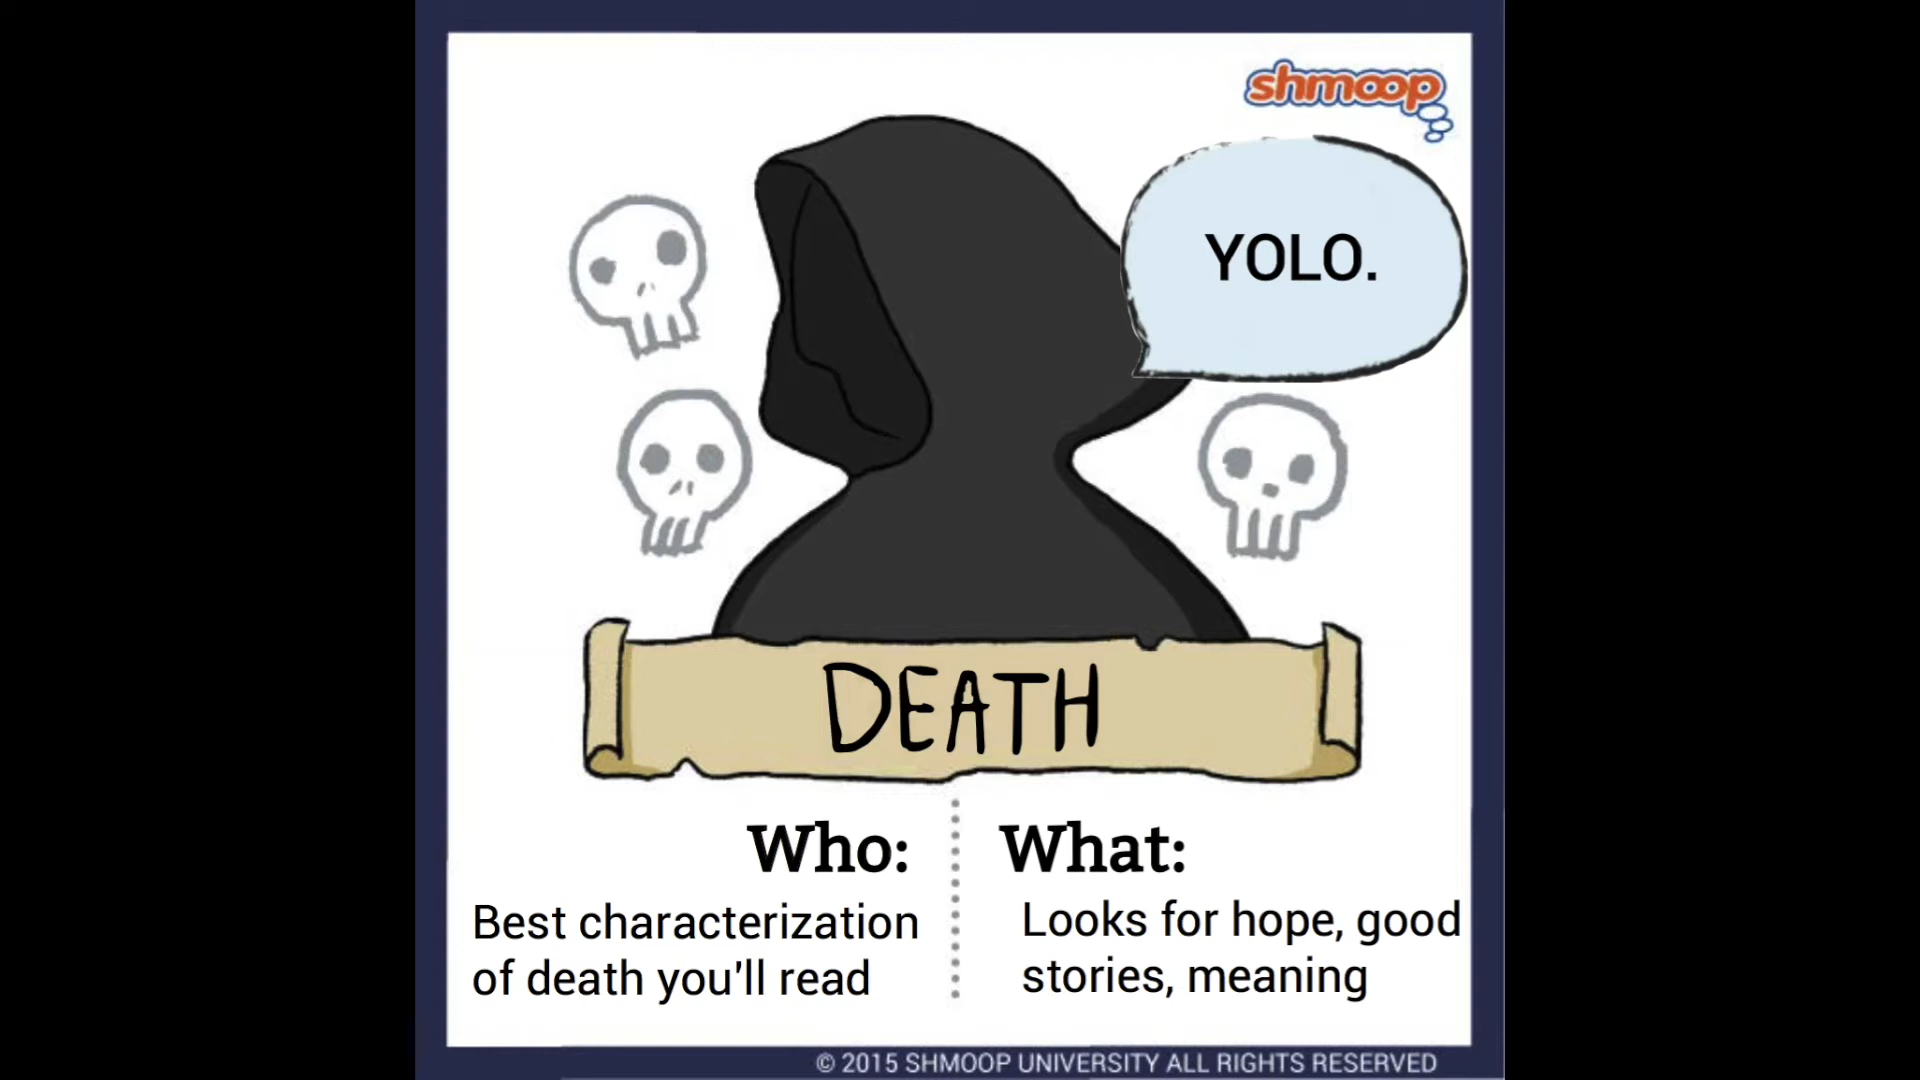 shmoop
YOLO.
DEATH
Who:
Best characterization
of death you'll read
What:
Looks for hope, good
stories, meaning
© 2015 SHMOOP UNIVERSITY ALL RIGHTS RESERVED